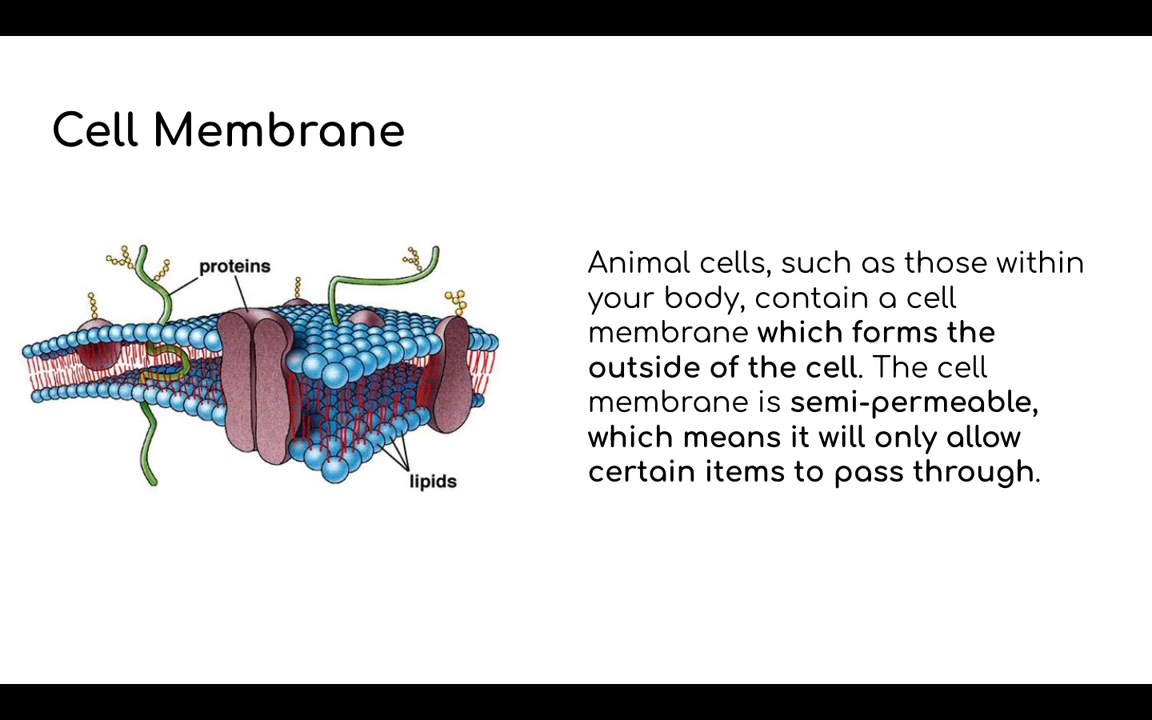 Cell Membrane
proteins
lipids
Animal cells, such as those within
your body, contain a cell
membrane which forms the
outside of the cell. The cell
membrane is semi-permeable,
which means it will only allow
certain items to pass through.